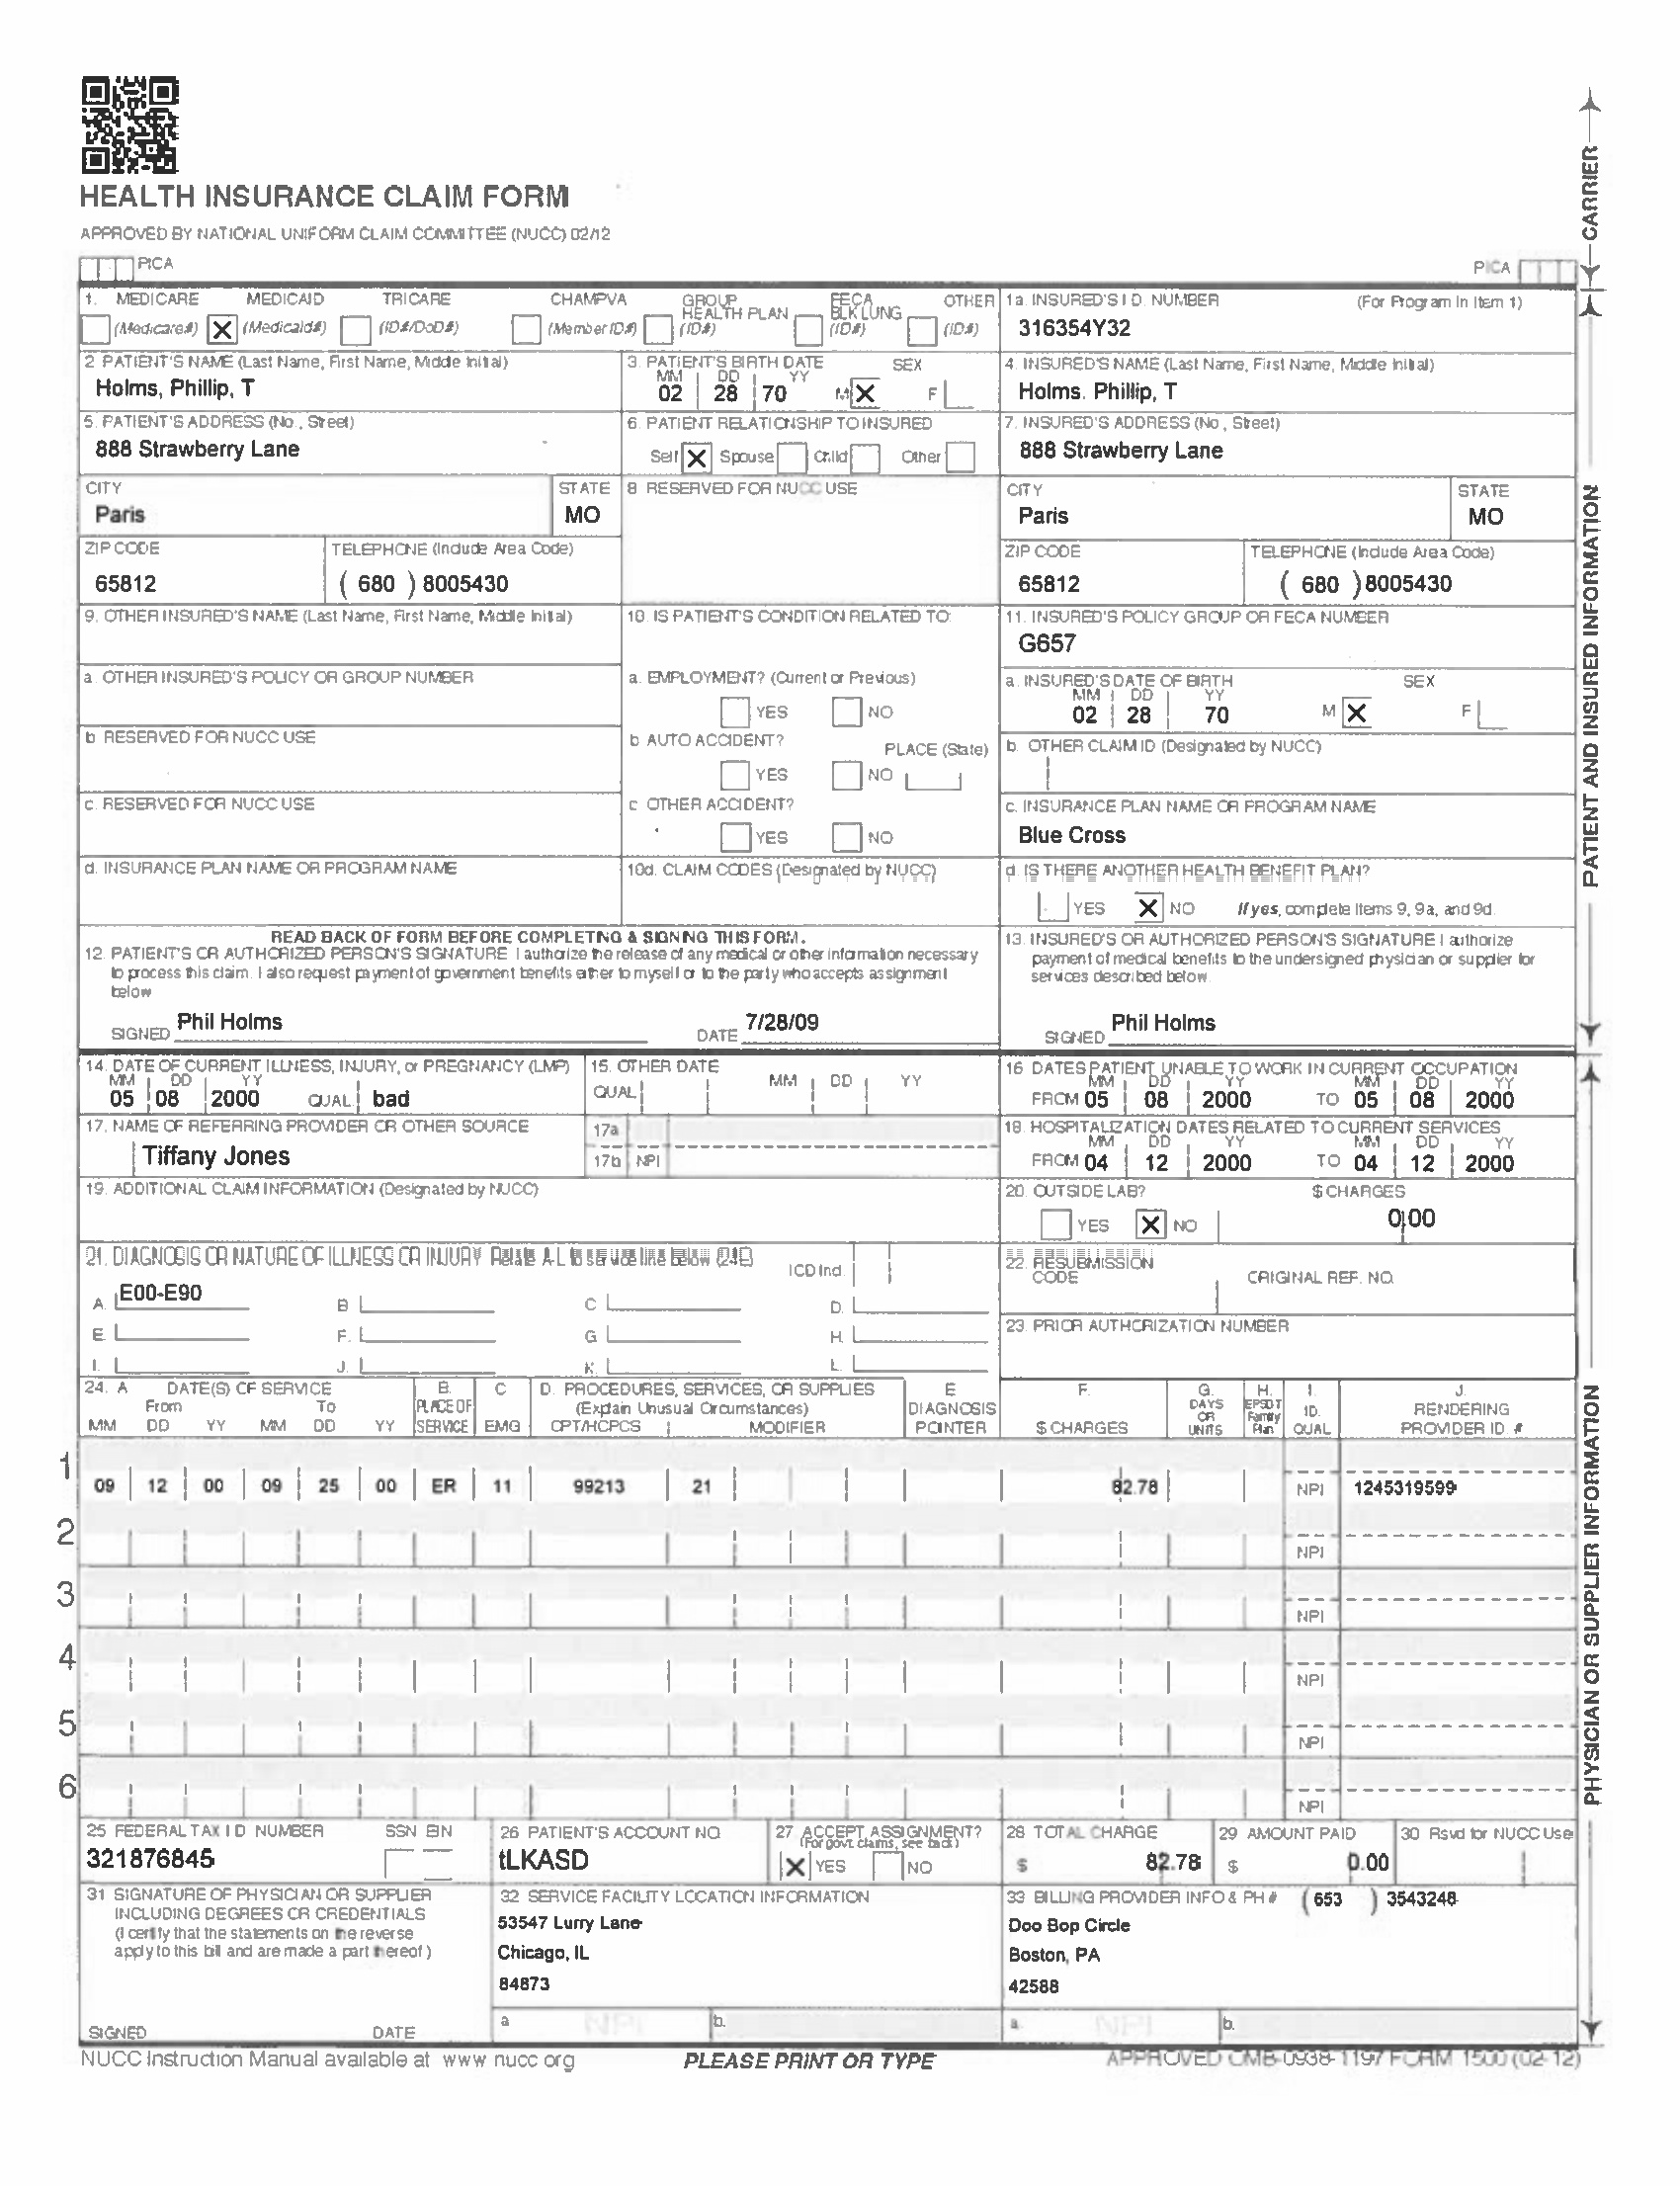 HEALTH INSURANCE CLAIM FORM
APPROVED BY NATIONAL UNIFORM CLAIM COMMITTEE (NUCC) 02/12
PICA
PICA
CARRIER
1. MEDICARE MEDICAID TRICARE CHAMPVA GROUP HEALTH PLAN FECA BLK LUNG OTHER
(Medicare#) X (Medicaid#) (ID#/DoD#) (Member ID#) (ID#) (ID#) (ID#)
1a. INSURED'S I D. NUMBER (For Program In Item 1)
316354Y32
2 PATIENT'S NAME (Last Name, First Name, Middle Initial)
Holms, Phillip, T
3. PATIENT'S BIRTH DATE SEX
MM DD YY
02 28 70 M X F
4. INSURED'S NAME (Last Name, First Name, Middle Initial)
Holms. Phillip, T
5. PATIENT'S ADDRESS (No., Street)
888 Strawberry Lane
6. PATIENT RELATIONSHIP TO INSURED
Self X Spouse Child Other
7. INSURED'S ADDRESS (No, Street)
888 Strawberry Lane
CITY STATE
Paris MO
8 RESERVED FOR NUCC USE
CITY STATE
Paris MO
ZIP CODE TELEPHONE (Include Area Code)
65812 ( 680 ) 8005430
ZIP CODE TELEPHONE (Include Area Code)
65812 ( 680 ) 8005430
9. OTHER INSURED'S NAME (Last Name, First Name, Middle Initial)
10. IS PATIENT'S CONDITION RELATED TO:
11. INSURED'S POLICY GROUP OR FECA NUMBER
G657
a. OTHER INSURED'S POLICY OR GROUP NUMBER
a. EMPLOYMENT? (Current or Previous)
YES NO
a. INSURED'S DATE OF BIRTH SEX
MM DD YY
02 28 70 M X F
b RESERVED FOR NUCC USE
b AUTO ACCIDENT? PLACE (State)
YES NO
b. OTHER CLAIM ID (Designated by NUCC)
c. RESERVED FOR NUCC USE
c OTHER ACCIDENT?
YES NO
c. INSURANCE PLAN NAME OR PROGRAM NAME
Blue Cross
d. INSURANCE PLAN NAME OR PROGRAM NAME
10d. CLAIM CODES (Designated by NUCC)
d. IS THERE ANOTHER HEALTH BENEFIT PLAN?
YES X NO If yes, complete items 9, 9a, and 9d.
READ BACK OF FORM BEFORE COMPLETING & SIGNING THIS FORM.
12. PATIENT'S OR AUTHORIZED PERSON'S SIGNATURE I authorize the release of any medical or other information necessary
to process this claim. I also request payment of government benefits either to myself or to the party who accepts assignment
below
SIGNED Phil Holms DATE 7/28/09
13. INSURED'S OR AUTHORIZED PERSON'S SIGNATURE I authorize
payment of medical benefits to the undersigned physician or supplier for
services described below.
SIGNED Phil Holms
PATIENT AND INSURED INFORMATION
14. DATE OF CURRENT ILLNESS, INJURY, or PREGNANCY (LMP)
MM DD YY
05 08 2000 QUAL. bad
15. OTHER DATE
QUAL. MM DD YY
16 DATES PATIENT UNABLE TO WORK IN CURRENT OCCUPATION
MM DD YY MM DD YY
FROM 05 08 2000 TO 05 08 2000
17. NAME OF REFERRING PROVIDER OR OTHER SOURCE
Tiffany Jones
17a
17b NPI
18. HOSPITALIZATION DATES RELATED TO CURRENT SERVICES
MM DD YY MM DD YY
FROM 04 12 2000 TO 04 12 2000
19. ADDITIONAL CLAIM INFORMATION (Designated by NUCC)
20. OUTSIDE LAB? $ CHARGES
YES X NO 0 00
21. DIAGNOSIS OR NATURE OF ILLNESS OR INJURY Relate A-L to service line below (24E) ICD Ind.
A. E00-E90 B C D.
E F. G H.
I. J. K. L.
22. RESUBMISSION
CODE ORIGINAL REF. NO.
23. PRIOR AUTHORIZATION NUMBER
24. A DATE(S) OF SERVICE B. C D. PROCEDURES, SERVICES, OR SUPPLIES E F. G. H. I. J.
From To PLACE OF (Explain Unusual Circumstances) DIAGNOSIS DAYS OR UNITS EPSDT Family Plan ID. RENDERING
MM DD YY MM DD YY SERVICE EMG CPT/HCPCS MODIFIER POINTER $ CHARGES QUAL PROVIDER ID. #
1
09 12 00 09 25 00 ER 11 99213 21 82.78 NPI 1245319599
2
NPI
3
NPI
4
NPI
5
NPI
6
NPI
25 FEDERAL TAX I D NUMBER SSN EIN
321876845
26 PATIENT'S ACCOUNT NO.
tLKASD
27 ACCEPT ASSIGNMENT?
(For govt. claims, see back)
X YES NO
28 TOTAL CHARGE
$ 82.78
29 AMOUNT PAID
$ 0.00
30 Rsvd for NUCC Use
31 SIGNATURE OF PHYSICIAN OR SUPPLIER
INCLUDING DEGREES OR CREDENTIALS
(I certify that the statements on the reverse
apply to this bill and are made a part thereof)
SIGNED DATE
32 SERVICE FACILITY LOCATION INFORMATION
53547 Lurry Lane
Chicago, IL
84873
a NPI b.
33 BILLING PROVIDER INFO & PH # (653 ) 3543248
Doo Bop Circle
Boston, PA
42588
a. NPI b.
PHYSICIAN OR SUPPLIER INFORMATION
NUCC Instruction Manual available at www nucc org
PLEASE PRINT OR TYPE
APPROVED OMB-0938-1197 FORM 1500 (02-12)